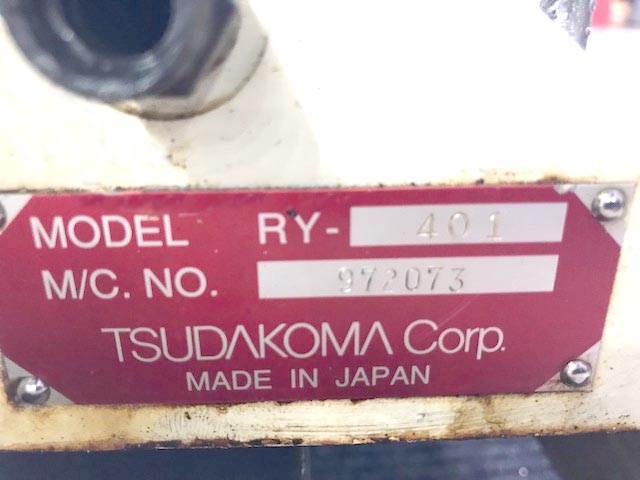 MODEL RY-401
M/C. NO. 972073
TSUDAKOMA Corp.
MADE IN JAPAN